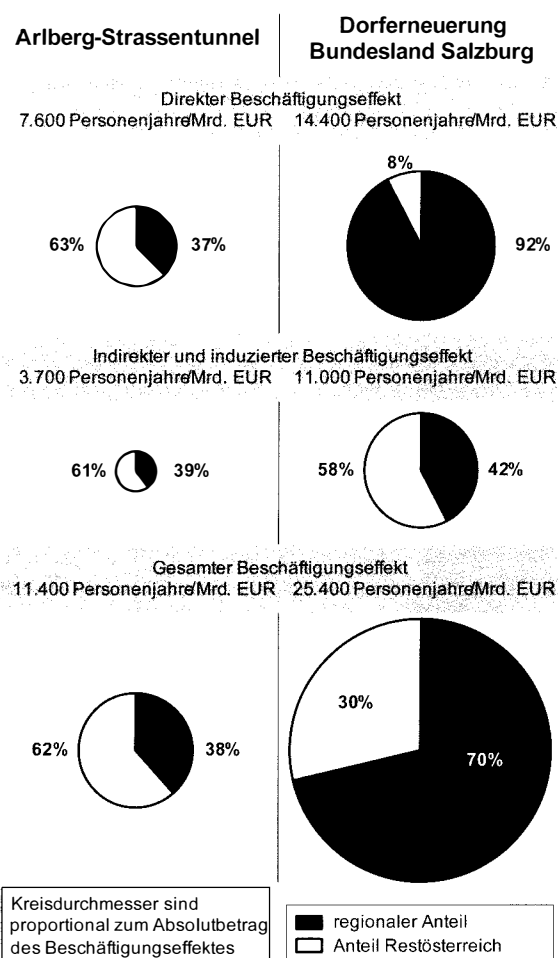 Arlberg-Strassentunnel
Dorferneuerung
Bundesland Salzburg
Direkter Beschäftigungseffekt
7.600 Personenjahre/Mrd. EUR
14.400 Personenjahre/Mrd. EUR
63%
37%
8%
92%
Indirekter und induzierter Beschäftigungseffekt
3.700 Personenjahre/Mrd. EUR
11.000 Personenjahre/Mrd. EUR
61%
39%
58%
42%
Gesamter Beschäftigungseffekt
11.400 Personenjahre/Mrd. EUR
25.400 Personenjahre/Mrd. EUR
62%
38%
30%
70%
Kreisdurchmesser sind
proportional zum Absolutbetrag
des Beschäftigungseffektes
regionaler Anteil
Anteil Restösterreich